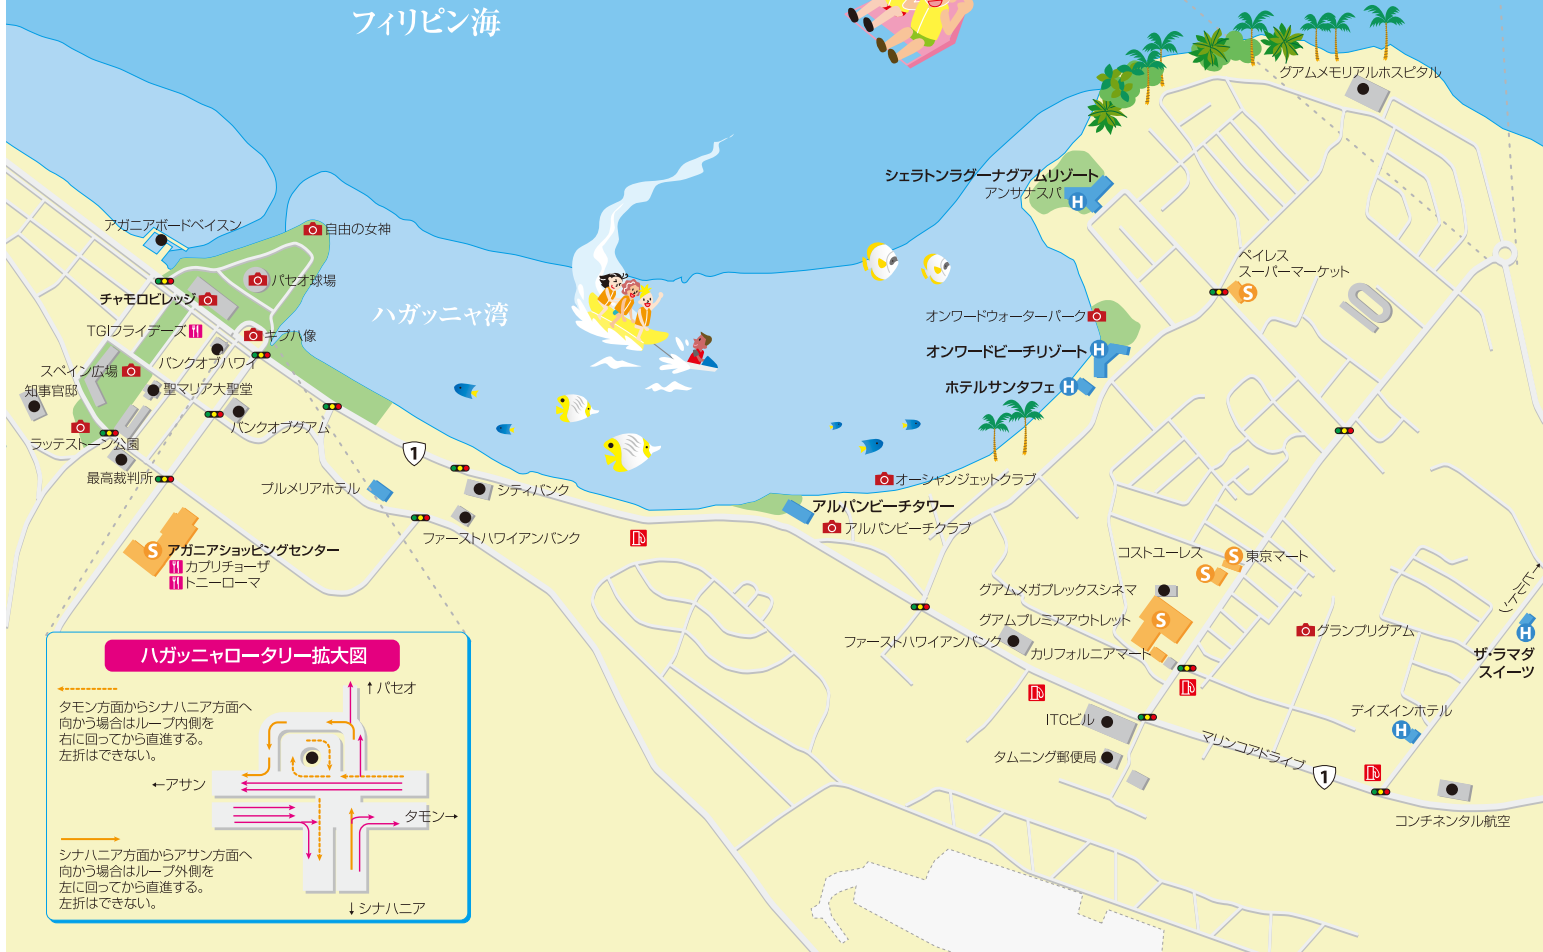 フィリピン海
グアムメモリアルホスピタル
シェラトンラグーナグアムリゾート
アンサナスパ
H
アガニアボードベイスン
自由の女神
パセオ球場
チャモロビレッジ
TGIフライデーズ
キプハ像
バンクオブハワイ
スペイン広場
知事官邸
聖マリア大聖堂
バンクオブグアム
ラッテストーン公園
最高裁判所
ハガッニャ湾
ペイレス
スーパーマーケット
S
10
オンワードウォーターパーク
オンワードビーチリゾート
H
ホテルサンタフェ
H
1
プルメリアホテル
シティバンク
ファーストハワイアンバンク
オーシャンジェットクラブ
アルパンビーチタワー
アルパンビーチクラブ
S
アガニアショッピングセンター
カプリチョーザ
トニーローマ
コストユーレス
S
S
東京マート
グアムメガプレックスシネマ
グアムプレミアアウトレット
S
ファーストハワイアンバンク
カリフォルニアマート
グランプリグアム
→ヒルトン
H
ザ・ラマダ
スイーツ
ITCビル
タムニング郵便局
マリンコアドライブ
1
デイズインホテル
H
コンチネンタル航空
ハガッニャロータリー拡大図
タモン方面からシナハニア方面へ
向かう場合はループ内側を
右に回ってから直進する。
左折はできない。
↑パセオ
←アサン
タモン→
シナハニア方面からアサン方面へ
向かう場合はループ外側を
左に回ってから直進する。
左折はできない。
↓シナハニア